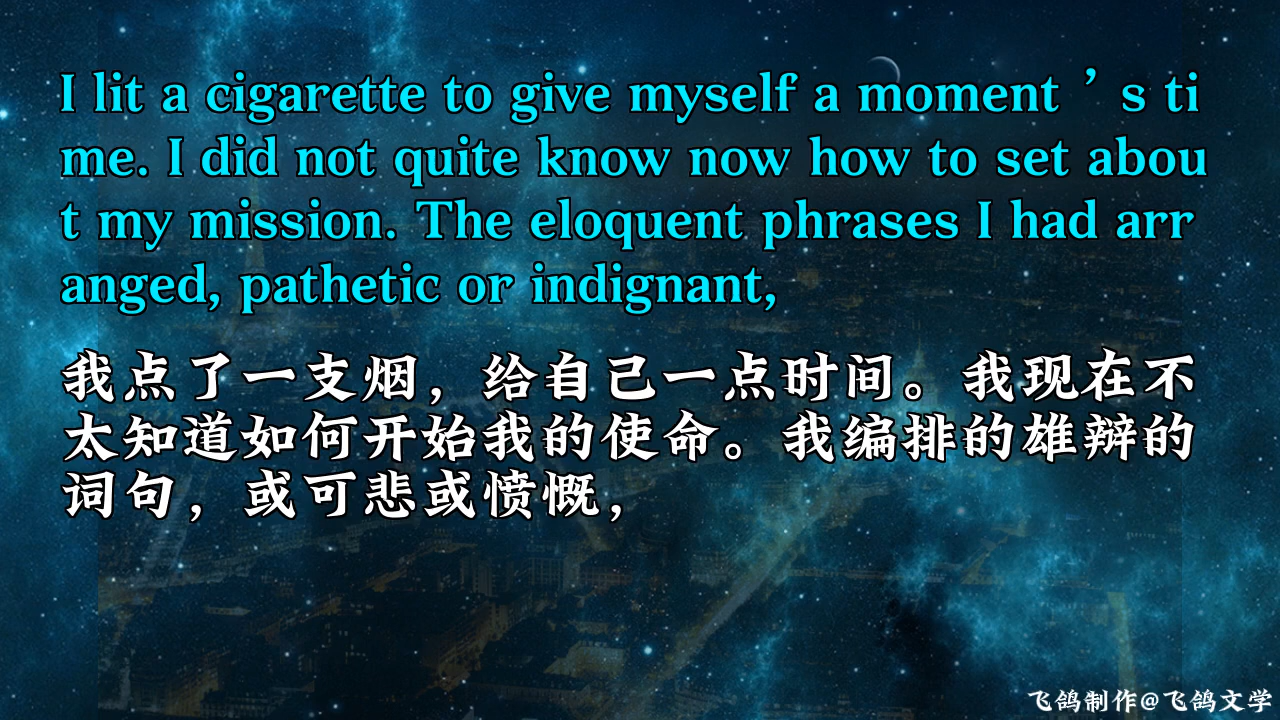 I lit a cigarette to give myself a moment ’ s ti
me. I did not quite know now how to set abou
t my mission. The eloquent phrases I had arr
anged, pathetic or indignant,
我点了一支烟，给自己一点时间。我现在不
太知道如何开始我的使命。我编排的雄辩的
词句，或可悲或愤慨，
飞鸽制作@飞鸽文学